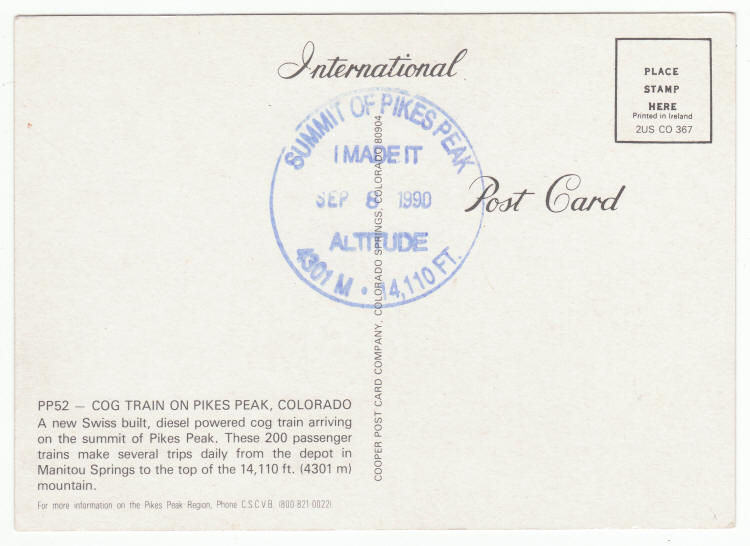 International
PLACE
STAMP
HERE
Printed in Ireland
2US CO 367
SUMMIT OF PIKES PEAK
I MADE IT
SEP 8 1990
ALTITUDE
4301 M • 14,110 FT.
Post Card
COOPER POST CARD COMPANY, COLORADO SPRINGS, COLORADO 80904
PP52 — COG TRAIN ON PIKES PEAK, COLORADO
A new Swiss built, diesel powered cog train arriving
on the summit of Pikes Peak. These 200 passenger
trains make several trips daily from the depot in
Manitou Springs to the top of the 14,110 ft. (4301 m)
mountain.
For more information on the Pikes Peak Region, Phone C.S.C.V.B. (800-821-0022).